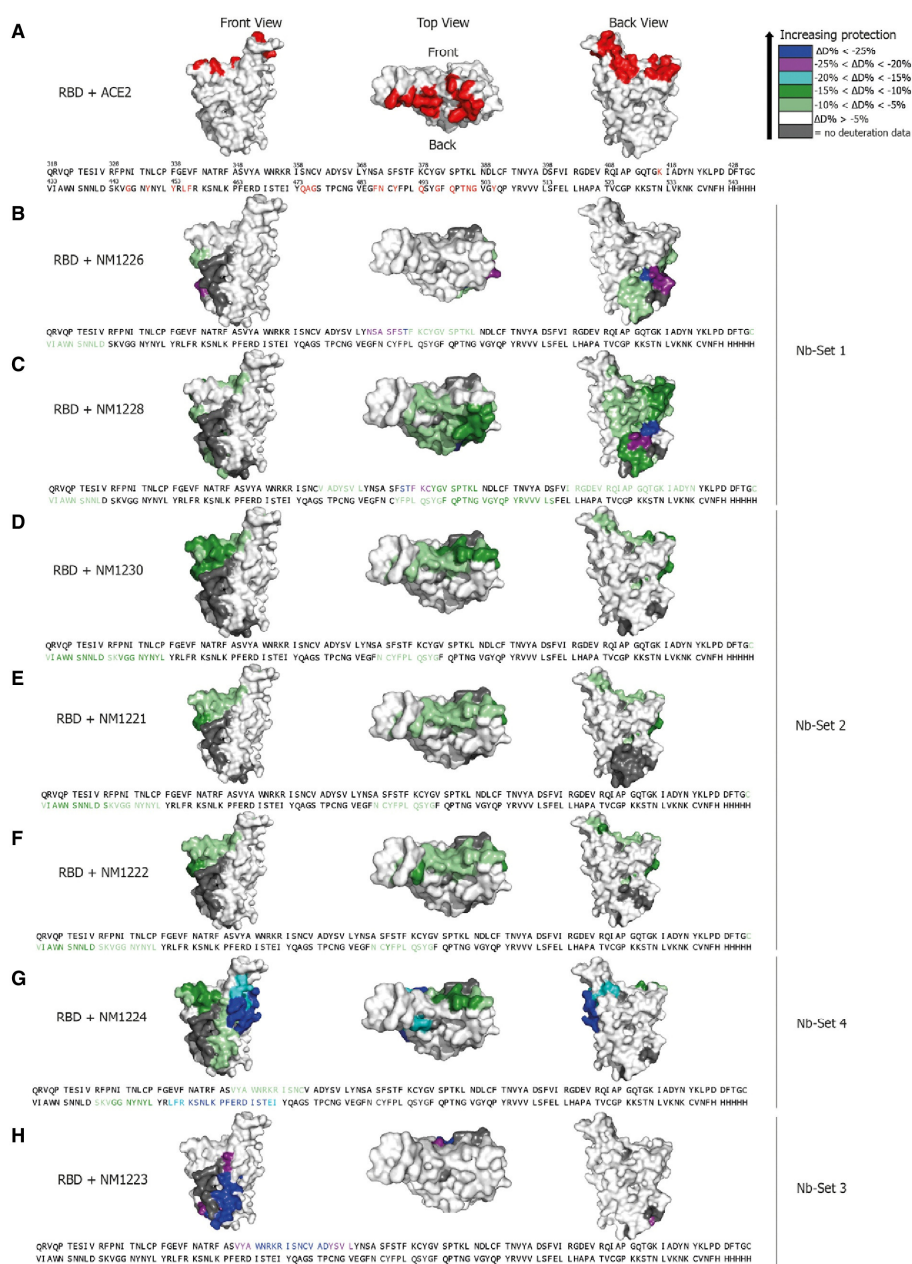 Front View Top View Back View
A
Front
RBD + ACE2
Back
Increasing protection
ΔD% < -25%
-25% < ΔD% < -20%
-20% < ΔD% < -15%
-15% < ΔD% < -10%
-10% < ΔD% < -5%
ΔD% > -5%
= no deuteration data
318 328 338 348 358 368 378 388 398 408 418 428
QRVQP TESIV RFPNI TNLCP FGEVF NATRF ASVYA WNRKR ISNCV ADYSV LYNSA SFSTF KCYGV SPTKL NDLCF TNVYA DSFVI RGDEV RQIAP GQTGK IADYN YKLPD DFTGC
433 443 453 463 473 483 493 503 513 523 533 543
VIAWN SNNLD SKVGG NYNYL YRLFR KSNLK PFERD ISTEI YQAGS TPCNG VEGFN CYFPL QSYGF QPTNG VGYQP YRVVV LSFEL LHAPA TVCGP KKSTN LVKNK CVNFH HHHHH
B
RBD + NM1226
QRVQP TESIV RFPNI TNLCP FGEVF NATRF ASVYA WNRKR ISNCV ADYSV LYNSA SFSTF KCYGV SPTKL NDLCF TNVYA DSFVI RGDEV RQIAP GQTGK IADYN YKLPD DFTGC
VIAWN SNNLD SKVGG NYNYL YRLFR KSNLK PFERD ISTEI YQAGS TPCNG VEGFN CYFPL QSYGF QPTNG VGYQP YRVVV LSFEL LHAPA TVCGP KKSTN LVKNK CVNFH HHHHH
Nb-Set 1
C
RBD + NM1228
QRVQP TESIV RFPNI TNLCP FGEVF NATRF ASVYA WNRKR ISNCV ADYSV LYNSA SFSTF KCYGV SPTKL NDLCF TNVYA DSFVI RGDEV RQIAP GQTGK IADYN YKLPD DFTGC
VIAWN SNNLD SKVGG NYNYL YRLFR KSNLK PFERD ISTEI YQAGS TPCNG VEGFN CYFPL QSYGF QPTNG VGYQP YRVVV LSFEL LHAPA TVCGP KKSTN LVKNK CVNFH HHHHH
D
RBD + NM1230
QRVQP TESIV RFPNI TNLCP FGEVF NATRF ASVYA WNRKR ISNCV ADYSV LYNSA SFSTF KCYGV SPTKL NDLCF TNVYA DSFVI RGDEV RQIAP GQTGK IADYN YKLPD DFTGC
VIAWN SNNLD SKVGG NYNYL YRLFR KSNLK PFERD ISTEI YQAGS TPCNG VEGFN CYFPL QSYGF QPTNG VGYQP YRVVV LSFEL LHAPA TVCGP KKSTN LVKNK CVNFH HHHHH
E
RBD + NM1221
QRVQP TESIV RFPNI TNLCP FGEVF NATRF ASVYA WNRKR ISNCV ADYSV LYNSA SFSTF KCYGV SPTKL NDLCF TNVYA DSFVI RGDEV RQIAP GQTGK IADYN YKLPD DFTGC
VIAWN SNNLD SKVGG NYNYL YRLFR KSNLK PFERD ISTEI YQAGS TPCNG VEGFN CYFPL QSYGF QPTNG VGYQP YRVVV LSFEL LHAPA TVCGP KKSTN LVKNK CVNFH HHHHH
Nb-Set 2
F
RBD + NM1222
QRVQP TESIV RFPNI TNLCP FGEVF NATRF ASVYA WNRKR ISNCV ADYSV LYNSA SFSTF KCYGV SPTKL NDLCF TNVYA DSFVI RGDEV RQIAP GQTGK IADYN YKLPD DFTGC
VIAWN SNNLD SKVGG NYNYL YRLFR KSNLK PFERD ISTEI YQAGS TPCNG VEGFN CYFPL QSYGF QPTNG VGYQP YRVVV LSFEL LHAPA TVCGP KKSTN LVKNK CVNFH HHHHH
G
RBD + NM1224
QRVQP TESIV RFPNI TNLCP FGEVF NATRF ASVYA WNRKR ISNCV ADYSV LYNSA SFSTF KCYGV SPTKL NDLCF TNVYA DSFVI RGDEV RQIAP GQTGK IADYN YKLPD DFTGC
VIAWN SNNLD SKVGG NYNYL YRLFR KSNLK PFERD ISTEI YQAGS TPCNG VEGFN CYFPL QSYGF QPTNG VGYQP YRVVV LSFEL LHAPA TVCGP KKSTN LVKNK CVNFH HHHHH
Nb-Set 4
H
RBD + NM1223
QRVQP TESIV RFPNI TNLCP FGEVF NATRF ASVYA WNRKR ISNCV ADYSV LYNSA SFSTF KCYGV SPTKL NDLCF TNVYA DSFVI RGDEV RQIAP GQTGK IADYN YKLPD DFTGC
VIAWN SNNLD SKVGG NYNYL YRLFR KSNLK PFERD ISTEI YQAGS TPCNG VEGFN CYFPL QSYGF QPTNG VGYQP YRVVV LSFEL LHAPA TVCGP KKSTN LVKNK CVNFH HHHHH
Nb-Set 3